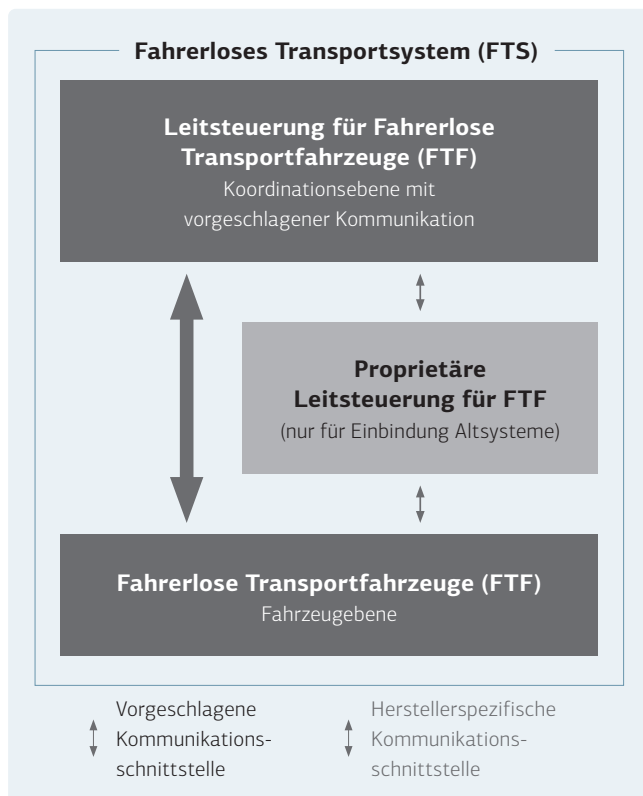 Fahrerloses Transportsystem (FTS)
Leitsteuerung für Fahrerlose
Transportfahrzeuge (FTF)
Koordinationsebene mit
vorgeschlagener Kommunikation
Proprietäre
Leitsteuerung für FTF
(nur für Einbindung Altsysteme)
Fahrerlose Transportfahrzeuge (FTF)
Fahrzeugebene
Vorgeschlagene
Kommunikations-
schnittstelle
Herstellerspezifische
Kommunikations-
schnittstelle